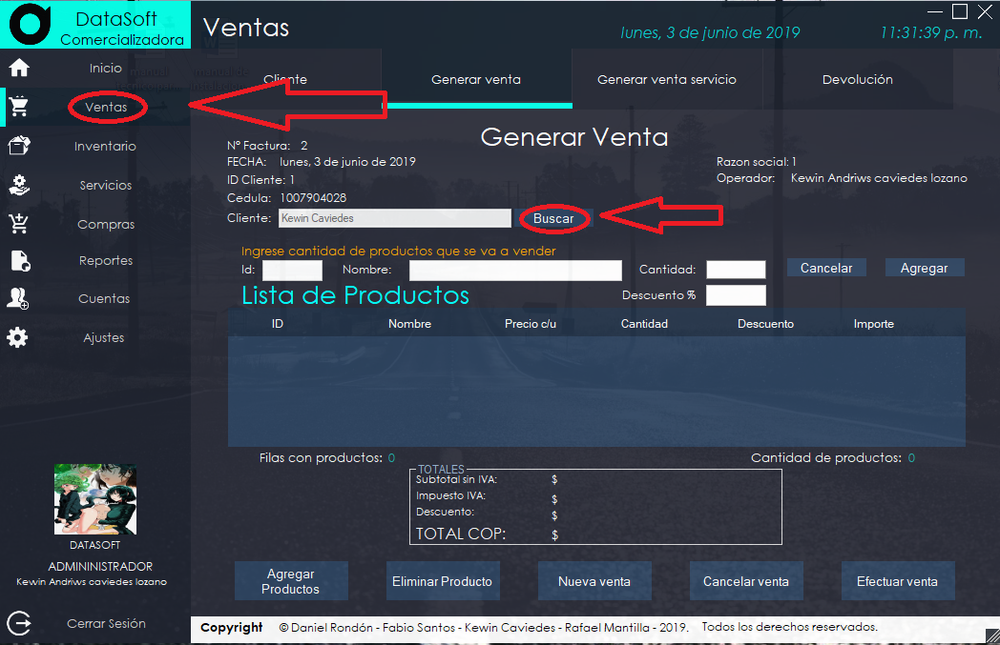 DataSoft
Comercializadora
Ventas
lunes, 3 de junio de 2019
11:31:39 p. m.
Inicio
Ventas
Inventario
Servicios
Compras
Reportes
Cuentas
Ajustes
DATASOFT
ADMININISTRADOR
Kewin Andriws caviedes lozano
Cerrar Sesión
Cliente
Generar venta
Generar venta servicio
Devolución
Generar Venta
N° Factura: 2
FECHA: lunes, 3 de junio de 2019
ID Cliente: 1
Cedula: 1007904028
Cliente: Kewin Caviedes
Buscar
Razon social: 1
Operador: Kewin Andriws caviedes lozano
Ingrese cantidad de productos que se va a vender
Id:
Nombre:
Cantidad:
Cancelar
Agregar
Lista de Productos
Descuento %
ID Nombre Precio c/u Cantidad Descuento Importe
Filas con productos: 0
Cantidad de productos: 0
TOTALES
Subtotal sin IVA: $
Impuesto IVA: $
Descuento: $
TOTAL COP: $
Agregar
Productos
Eliminar Producto
Nueva venta
Cancelar venta
Efectuar venta
Copyright © Daniel Rondón - Fabio Santos - Kewin Caviedes - Rafael Mantilla - 2019. Todos los derechos reservados.